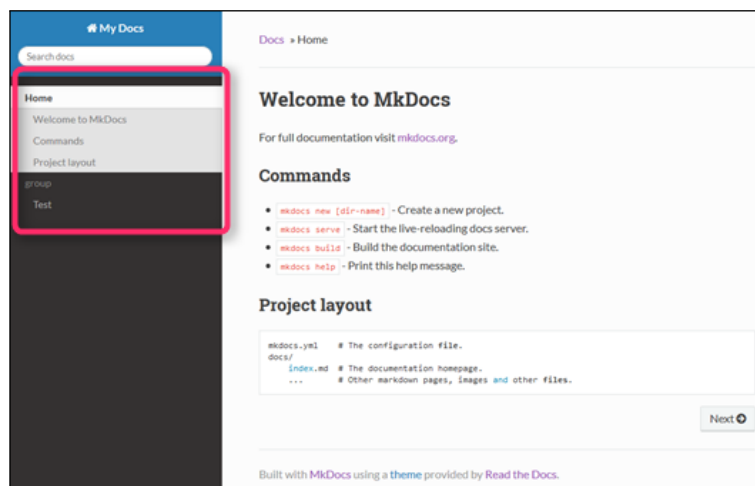 My Docs
Search docs
Home
Welcome to MkDocs
Commands
Project layout
group
Test
Docs » Home
Welcome to MkDocs
For full documentation visit mkdocs.org.
Commands
mkdocs new [dir-name] - Create a new project.
mkdocs serve - Start the live-reloading docs server.
mkdocs build - Build the documentation site.
mkdocs help - Print this help message.
Project layout
mkdocs.yml    # The configuration file.
docs/
    index.md  # The documentation homepage.
    ...       # Other markdown pages, images and other files.
Next
Built with MkDocs using a theme provided by Read the Docs.